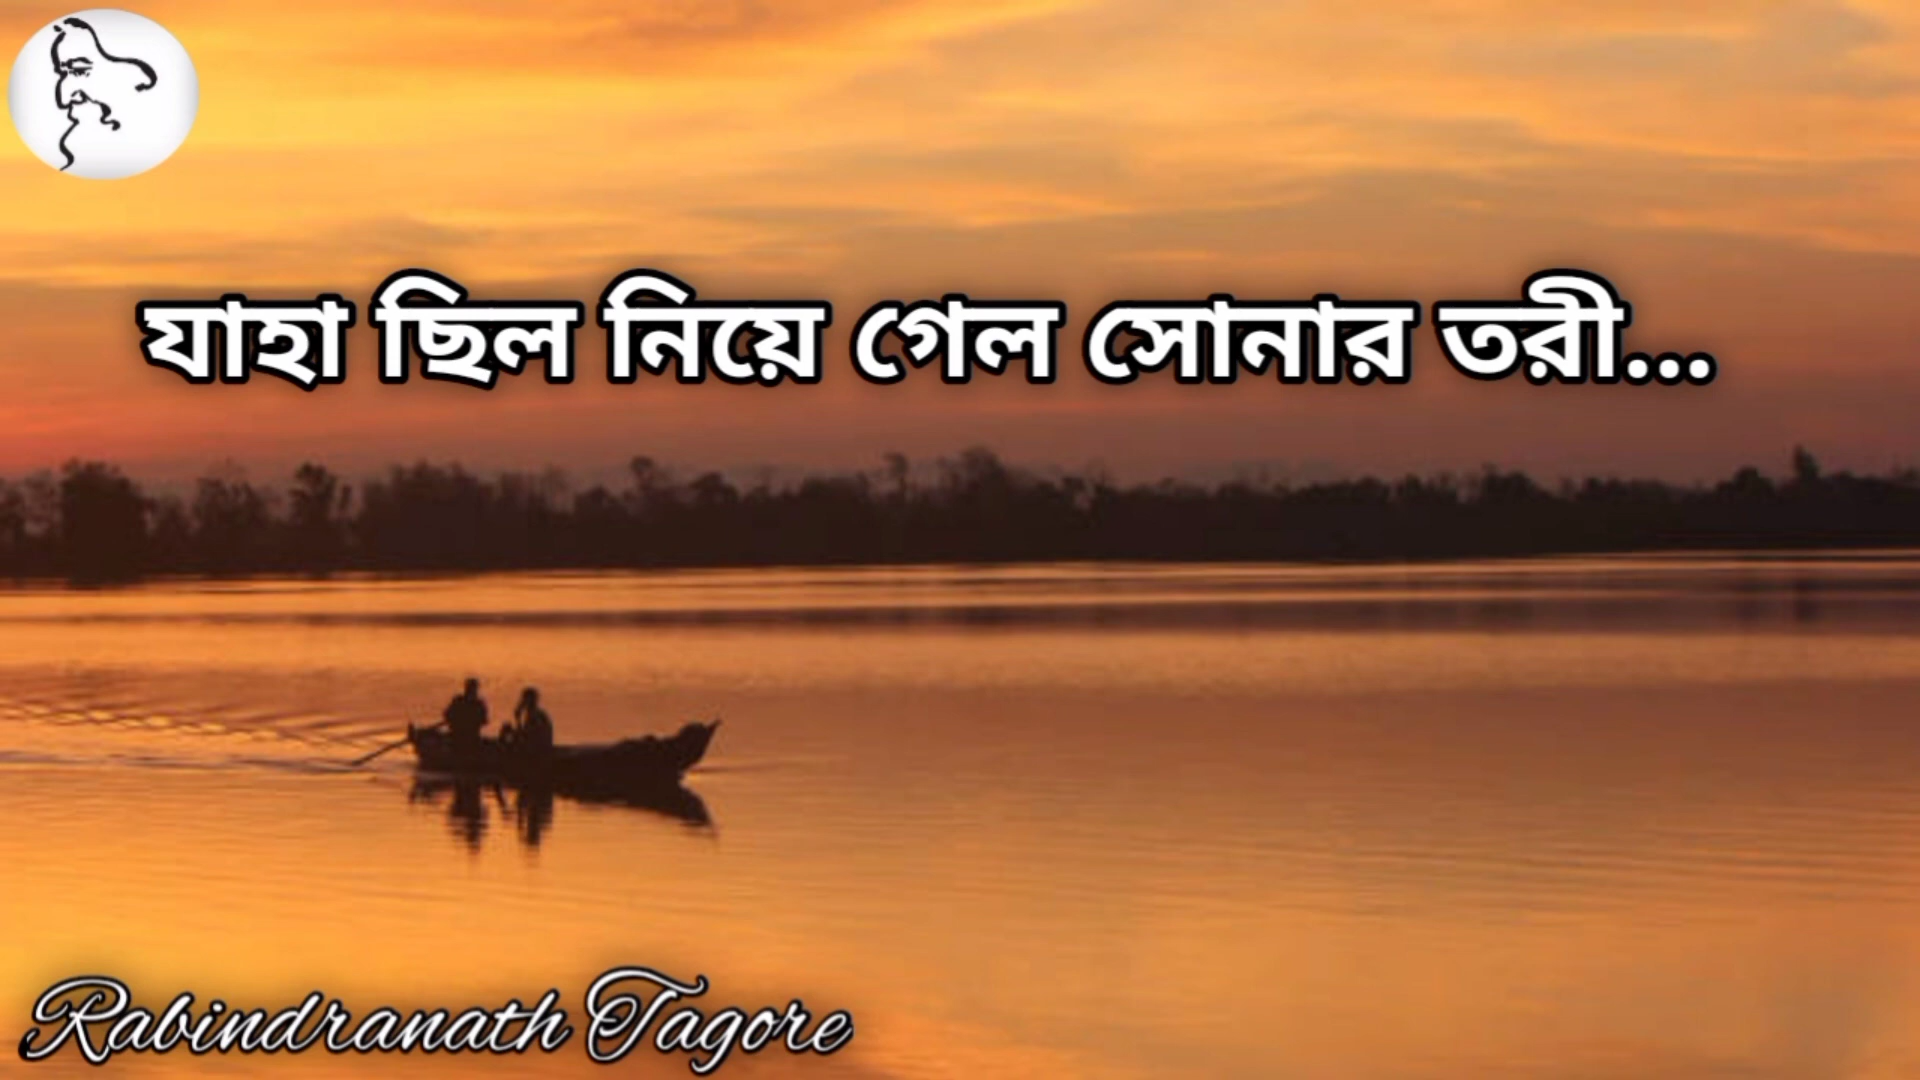 যাহা ছিল নিয়ে গেল সোনার তরী...
Rabindranath Tagore